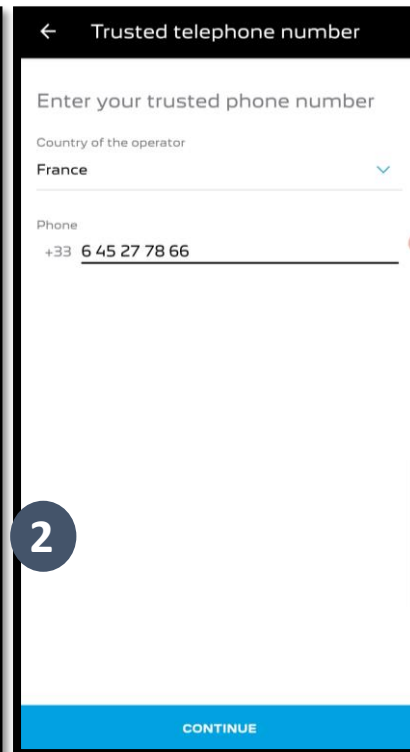 Trusted telephone number
Enter your trusted phone number
Country of the operator
France
Phone
+33 6 45 27 78 66
2
CONTINUE